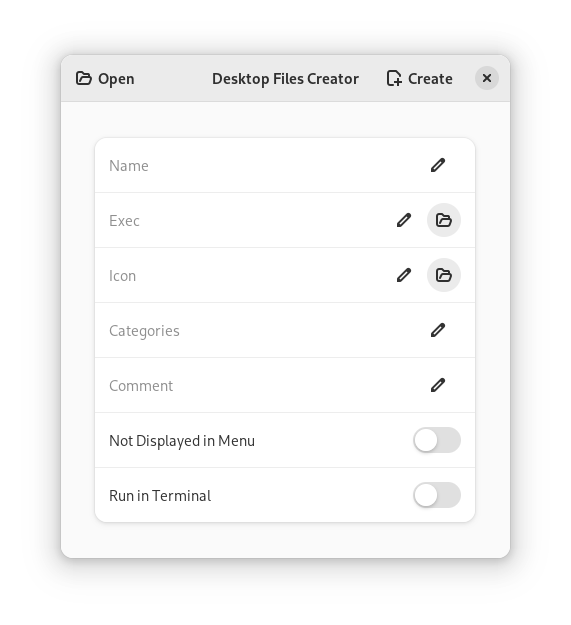 Open Desktop Files Creator Create
Name
Exec
Icon
Categories
Comment
Not Displayed in Menu
Run in Terminal